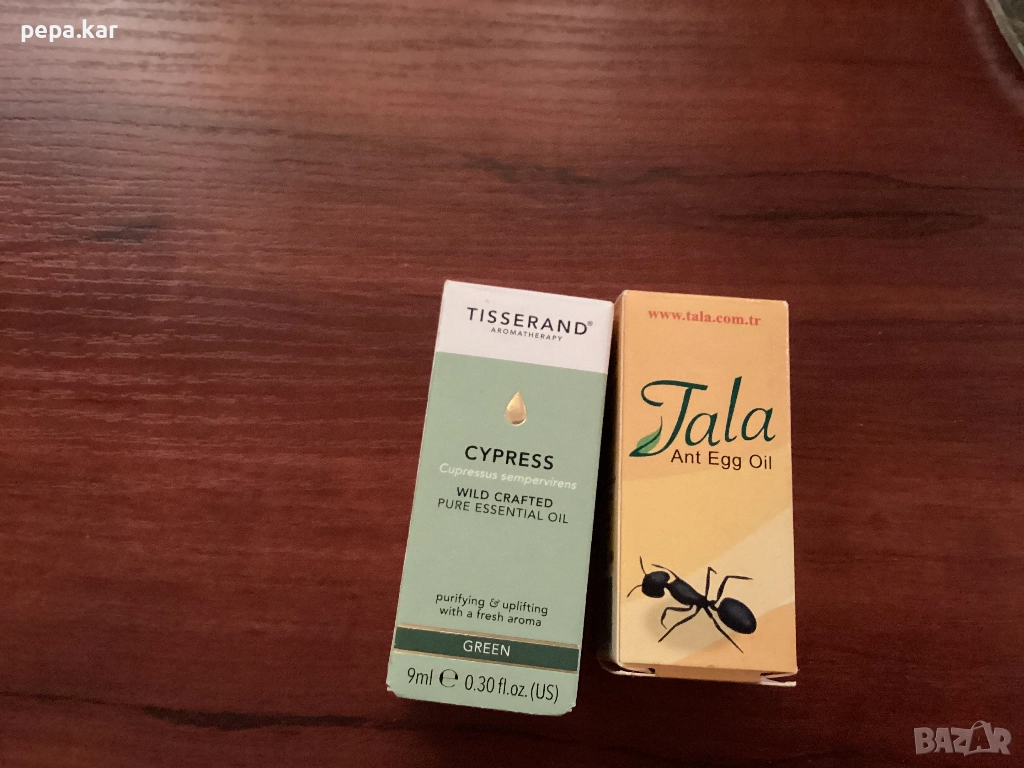 pepa.kar
TISSERAND®
AROMATHERAPY
CYPRESS
Cupressus sempervirens
WILD CRAFTED
PURE ESSENTIAL OIL
purifying & uplifting
with a fresh aroma
GREEN
9ml ℮ 0.30 fl.oz. (US)
www.tala.com.tr
Tala
Ant Egg Oil
BAZAR